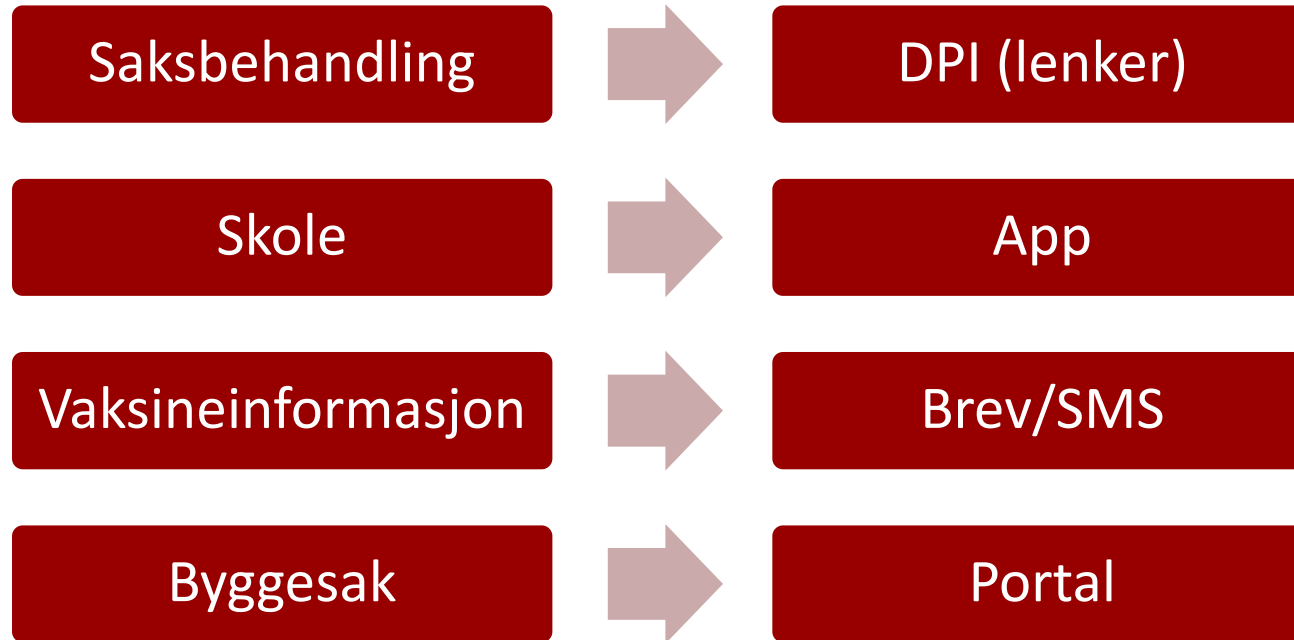 Saksbehandling
DPI (lenker)
Skole
App
Vaksineinformasjon
Brev/SMS
Byggesak
Portal